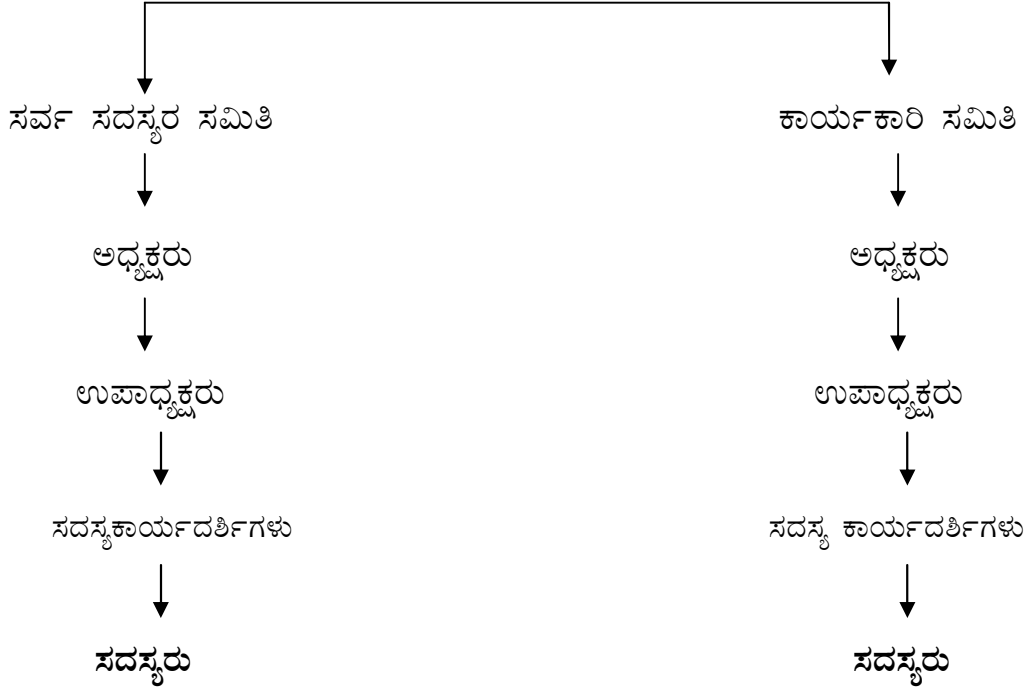 ಸರ್ವ ಸದಸ್ಯರ ಸಮಿತಿ
ಕಾರ್ಯಕಾರಿ ಸಮಿತಿ
ಅಧ್ಯಕ್ಷರು
ಅಧ್ಯಕ್ಷರು
ಉಪಾಧ್ಯಕ್ಷರು
ಉಪಾಧ್ಯಕ್ಷರು
ಸದಸ್ಯಕಾರ್ಯದರ್ಶಿಗಳು
ಸದಸ್ಯ ಕಾರ್ಯದರ್ಶಿಗಳು
ಸದಸ್ಯರು
ಸದಸ್ಯರು